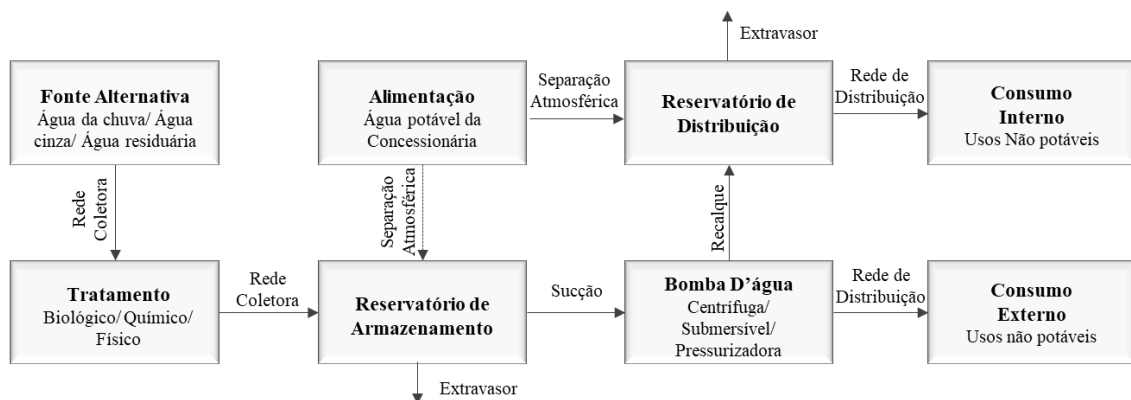 Extravasor
Fonte Alternativa
Água da chuva/ Água
cinza/ Água residuária
Alimentação
Água potável da
Concessionária
Separação
Atmosférica
Reservatório de
Distribuição
Rede de
Distribuição
Consumo
Interno
Usos Não potáveis
Rede
Coletora
Separação
Atmosférica
Recalque
Tratamento
Biológico/ Químico/
Físico
Rede
Coletora
Reservatório de
Armazenamento
Sucção
Bomba D’água
Centrífuga/
Submersível/
Pressurizadora
Rede de
Distribuição
Consumo
Externo
Usos não potáveis
Extravasor